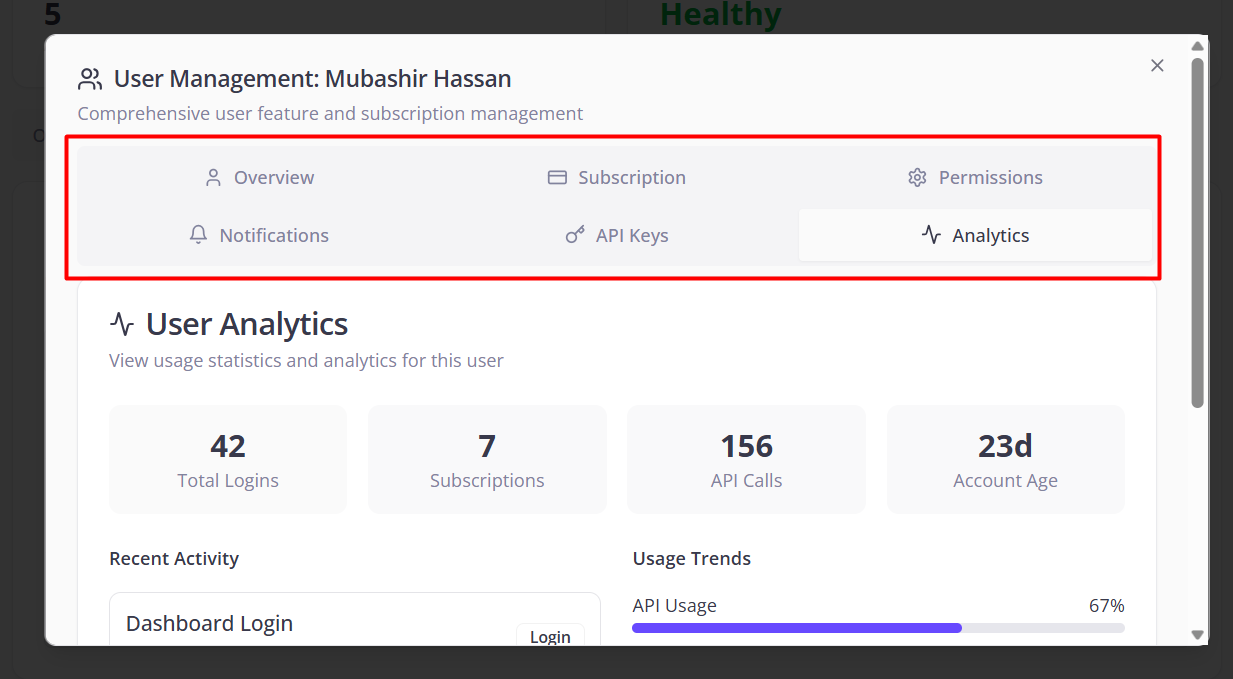 5
Healthy
User Management: Mubashir Hassan
Comprehensive user feature and subscription management
Overview
Subscription
Permissions
Notifications
API Keys
Analytics
User Analytics
View usage statistics and analytics for this user
42
Total Logins
7
Subscriptions
156
API Calls
23d
Account Age
Recent Activity
Usage Trends
Dashboard Login
Login
API Usage
67%